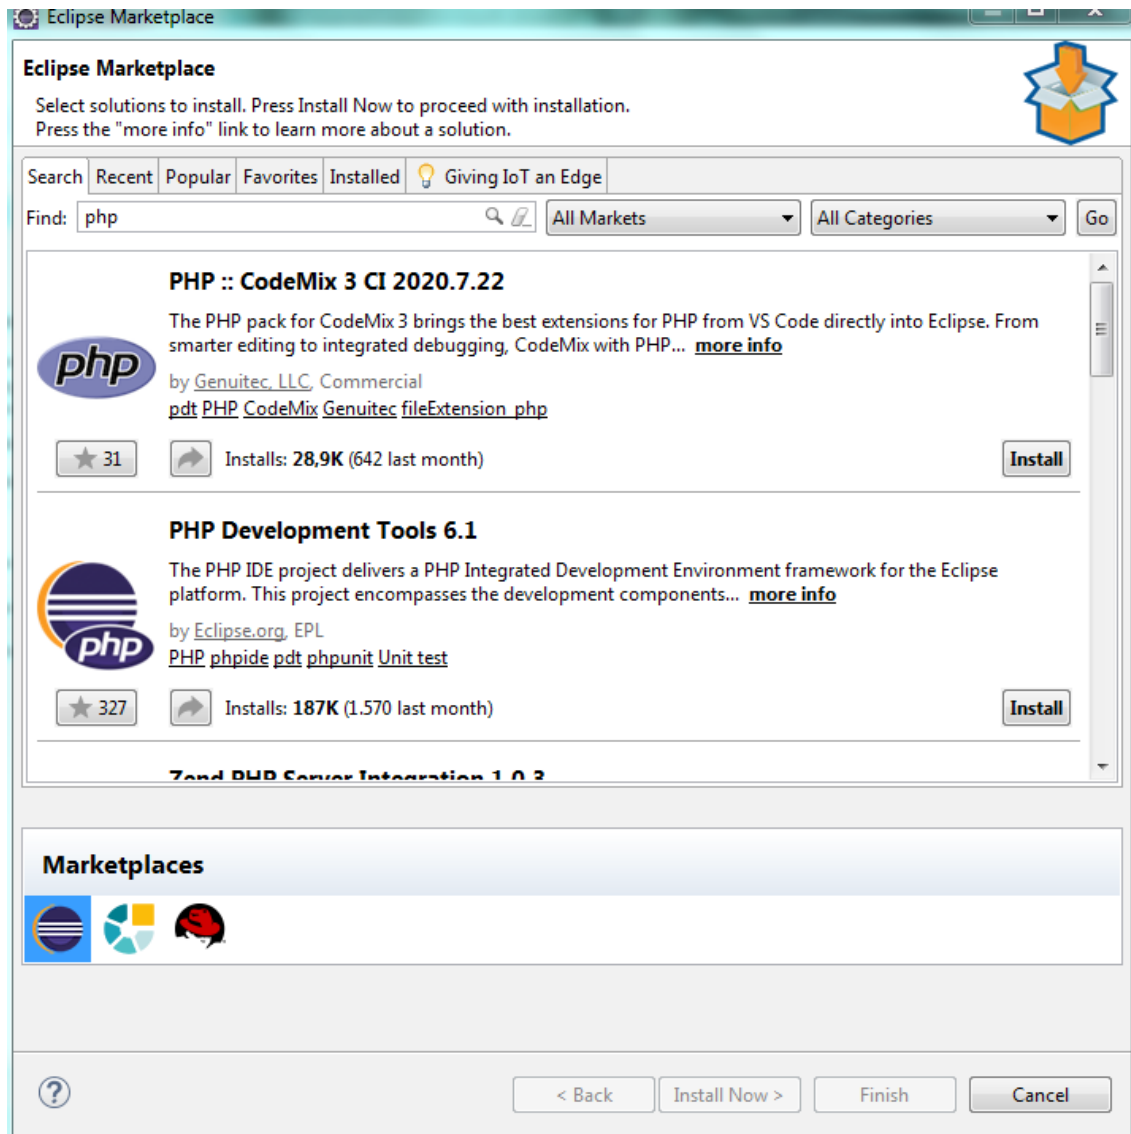 Eclipse Marketplace
Eclipse Marketplace
Select solutions to install. Press Install Now to proceed with installation.
Press the "more info" link to learn more about a solution.
Search Recent Popular Favorites Installed Giving IoT an Edge
Find: php All Markets All Categories Go
PHP :: CodeMix 3 CI 2020.7.22
The PHP pack for CodeMix 3 brings the best extensions for PHP from VS Code directly into Eclipse. From
smarter editing to integrated debugging, CodeMix with PHP... more info
php
by Genuitec, LLC, Commercial
pdt PHP CodeMix Genuitec fileExtension_php
31 Installs: 28,9K (642 last month) Install
PHP Development Tools 6.1
The PHP IDE project delivers a PHP Integrated Development Environment framework for the Eclipse
platform. This project encompasses the development components... more info
by Eclipse.org, EPL
php
PHP phpide pdt phpunit Unit test
327 Installs: 187K (1.570 last month) Install
Zend PHP Server Integration 1.0.3
Marketplaces
? < Back Install Now > Finish Cancel